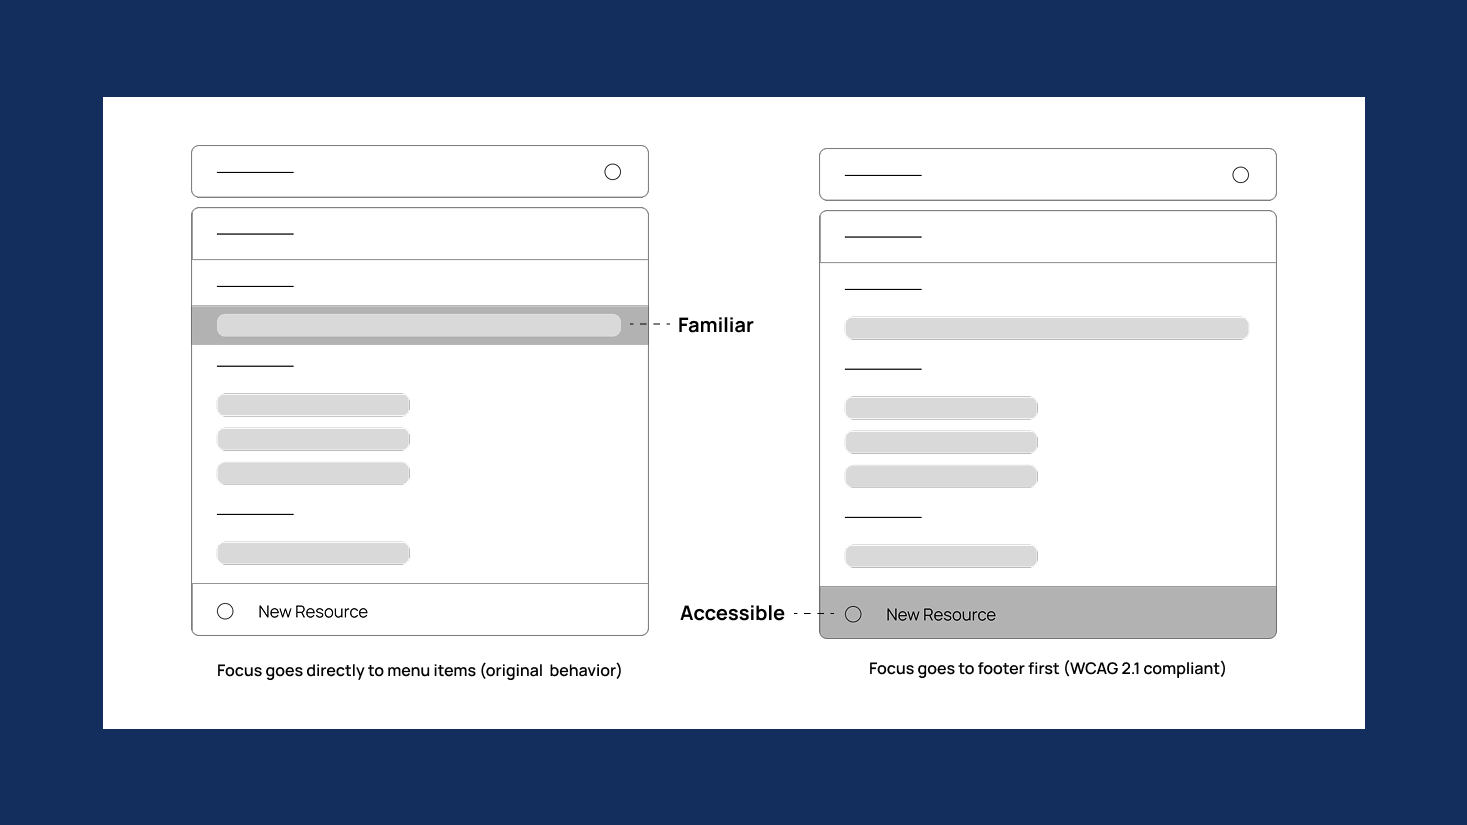 Familiar
New Resource
Focus goes directly to menu items (original behavior)
Accessible
New Resource
Focus goes to footer first (WCAG 2.1 compliant)